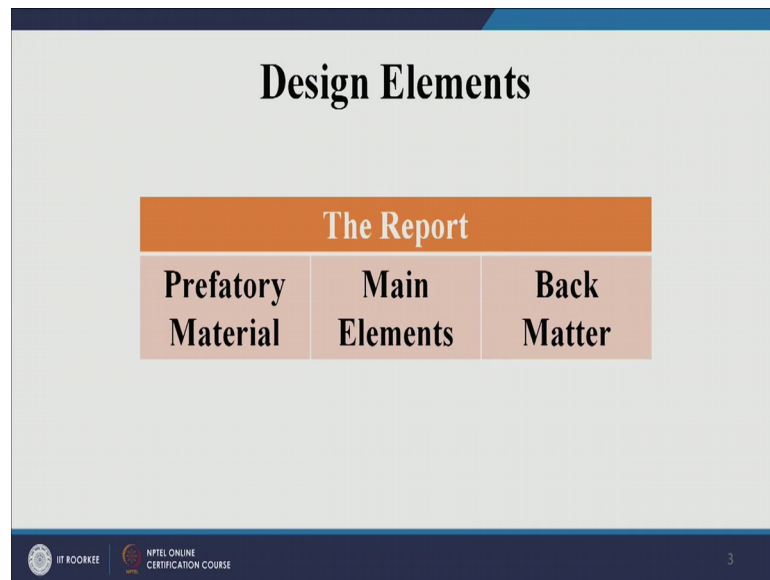 Design Elements
The Report
Prefatory Material
Main Elements
Back Matter
IIT ROORKEE
NPTEL ONLINE
CERTIFICATION COURSE
3